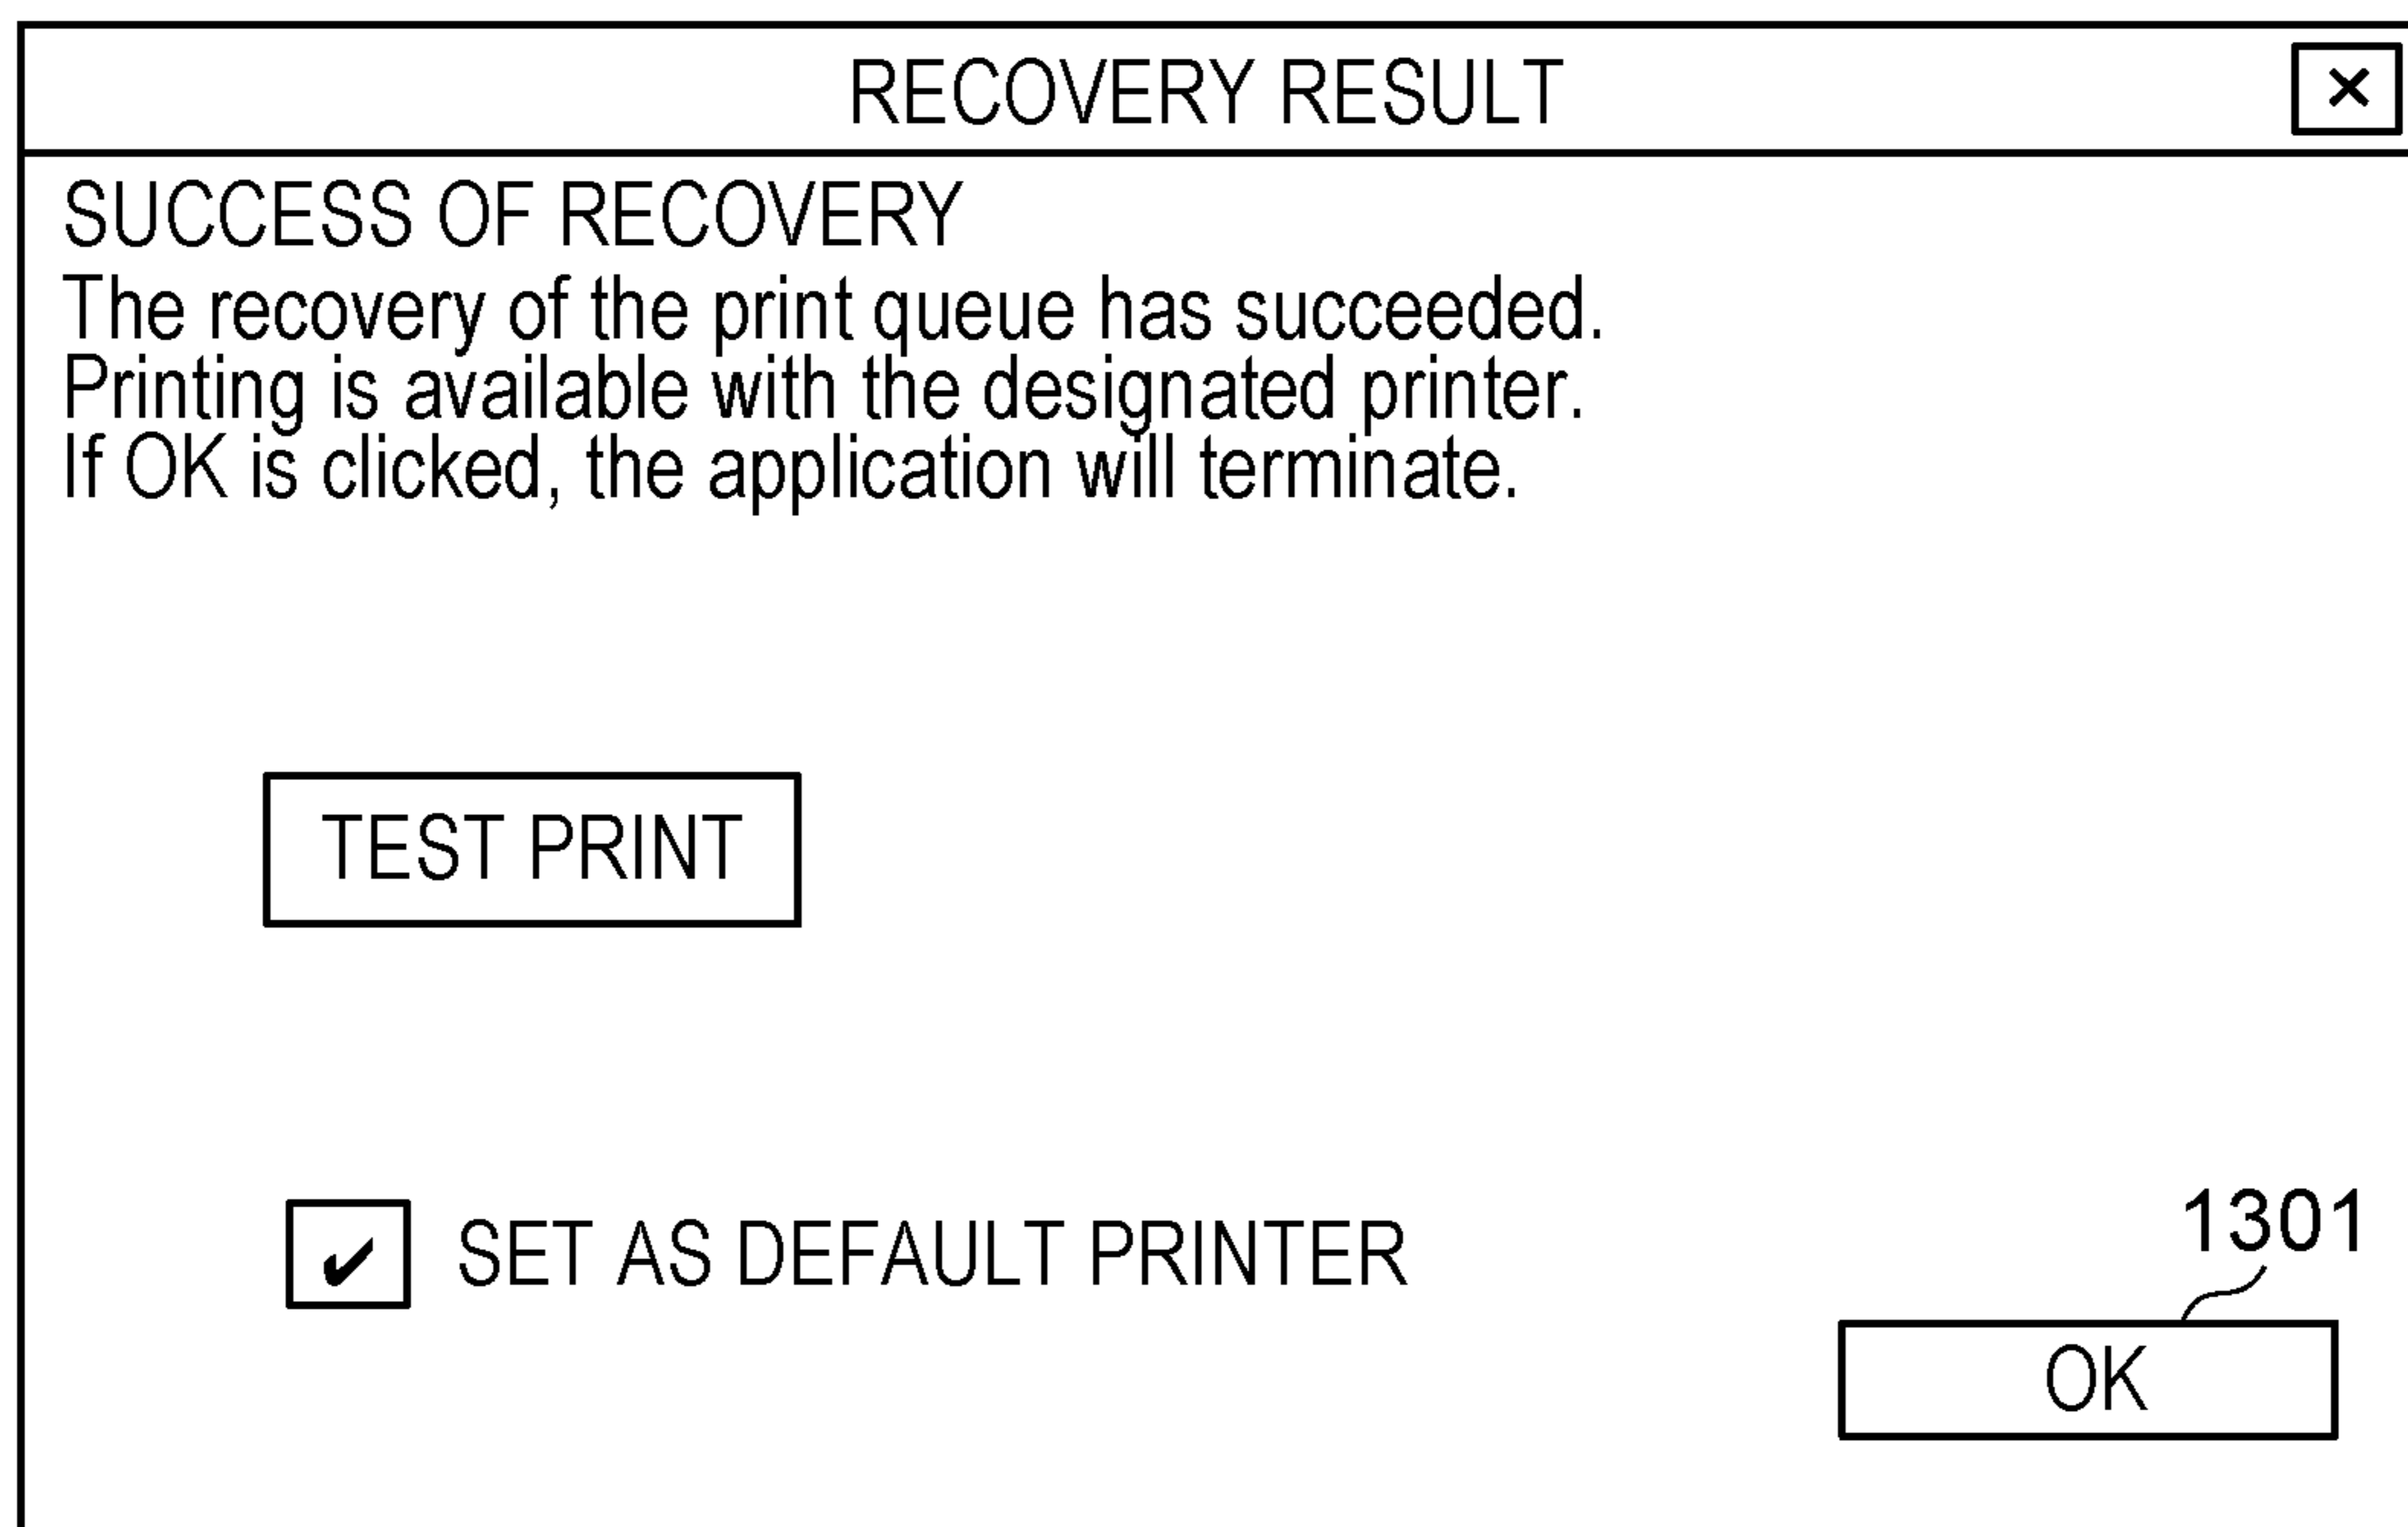 RECOVERY RESULT
SUCCESS OF RECOVERY
The recovery of the print queue has succeeded.
Printing is available with the designated printer.
If OK is clicked, the application will terminate.
TEST PRINT
SET AS DEFAULT PRINTER
1301
OK